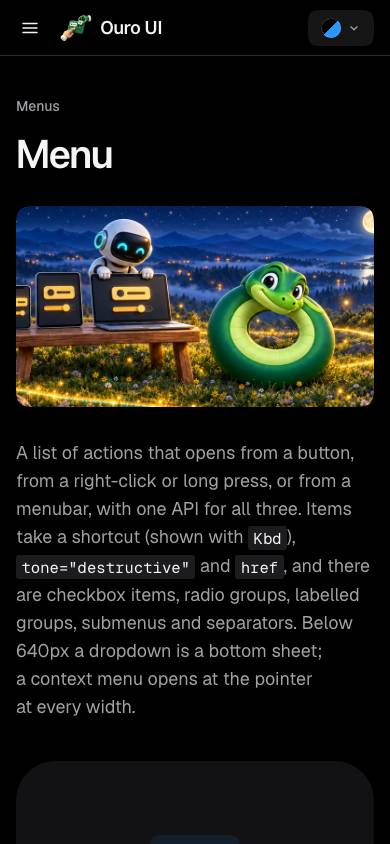 Ouro UI
Menus
Menu
A list of actions that opens from a button,
from a right-click or long press, or from a
menubar, with one API for all three. Items
take a shortcut (shown with Kbd),
tone="destructive" and href, and there
are checkbox items, radio groups, labelled
groups, submenus and separators. Below
640px a dropdown is a bottom sheet;
a context menu opens at the pointer
at every width.